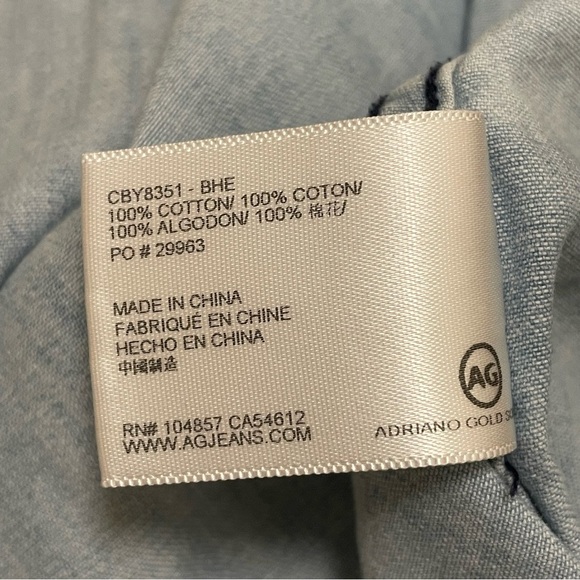 CBY8351 - BHE
100% COTTON/ 100% COTON/
100% ALGODON/ 100% 棉花/
PO # 29963
MADE IN CHINA
FABRIQUÉ EN CHINE
HECHO EN CHINA
中國制造
RN# 104857 CA54612
WWW.AGJEANS.COM
AG
ADRIANO GOLD